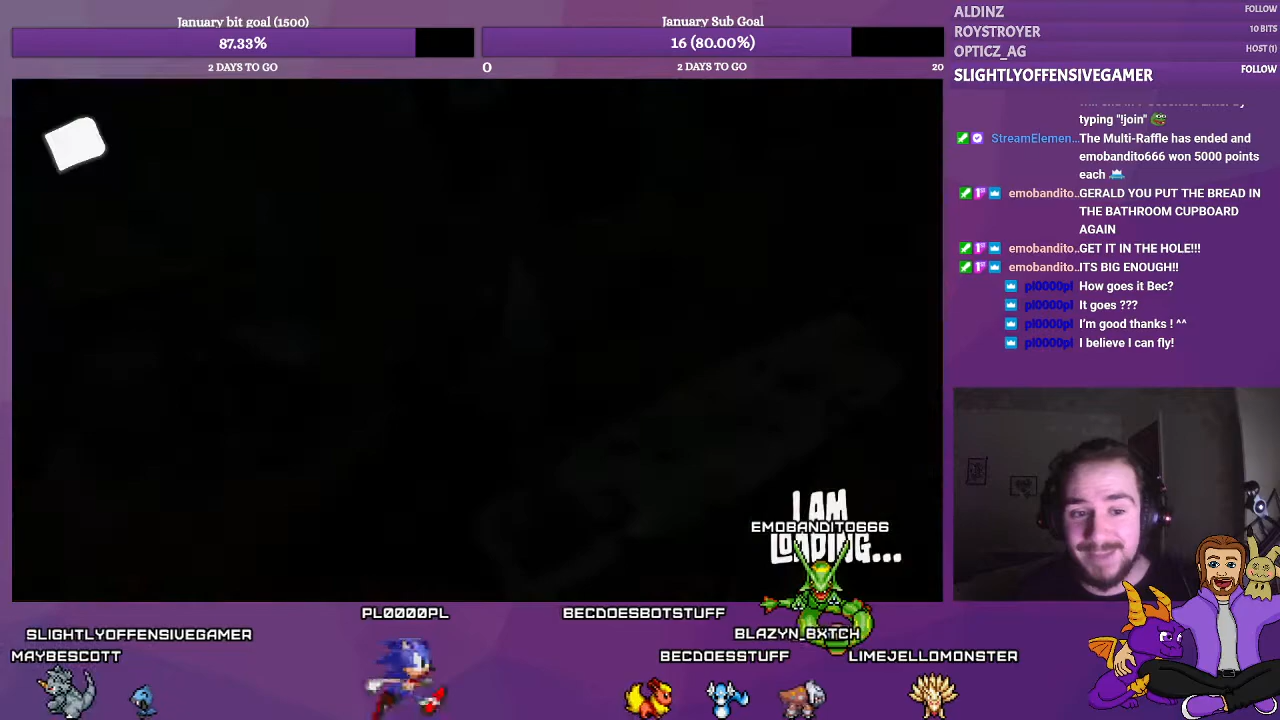 January bit goal (1500)
87.33%
2 DAYS TO GO
January Sub Goal
16 (80.00%)
0
2 DAYS TO GO
20
ALDINZ FOLLOW
ROYSTROYER 10 BITS
OPTICZ_AG HOST (1)
SLIGHTLYOFFENSIVEGAMER FOLLOW
typing "!join"
StreamElemen... The Multi-Raffle has ended and
emobandito666 won 5000 points
each
emobandito.. GERALD YOU PUT THE BREAD IN
THE BATHROOM CUPBOARD
AGAIN
emobandito.. GET IT IN THE HOLE!!!
emobandito.. ITS BIG ENOUGH!!
pl0000pl How goes it Bec?
pl0000pl It goes ???
pl0000pl I'm good thanks ! ^^
pl0000pl I believe I can fly!
I AM
EMOBANDITO666
LOADING...
PL0000PL
BECDOESBOTSTUFF
SLIGHTLYOFFENSIVEGAMER
BLAZYN_BXTCH
MAYBESCOTT
BECDOESSTUFF
LIMEJELLOMONSTER